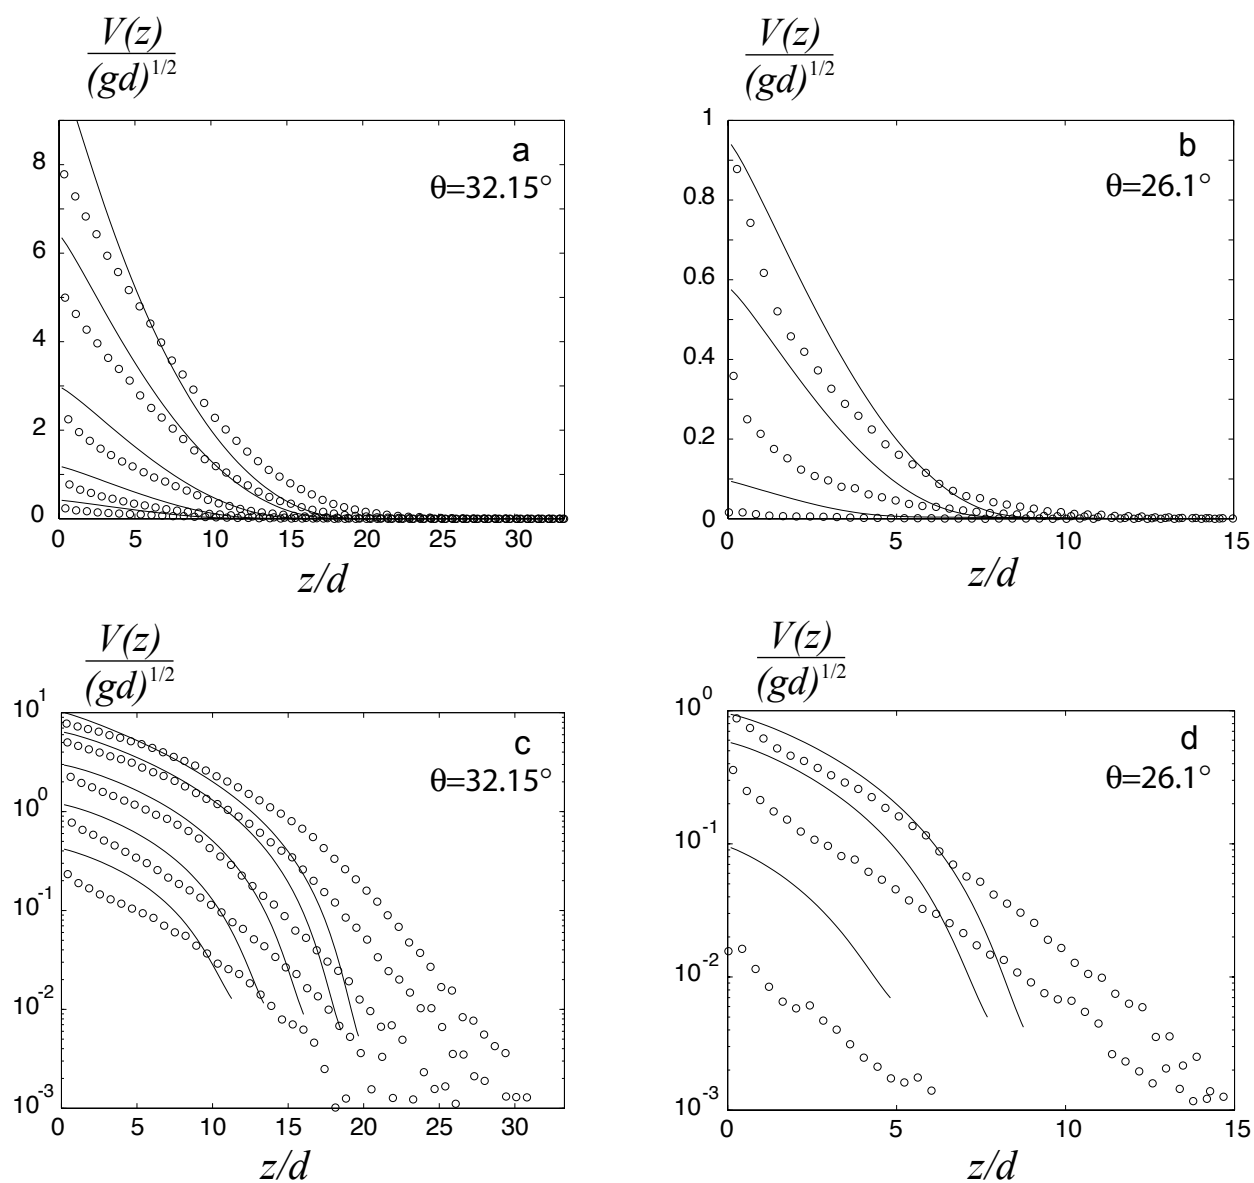 V(z)
(gd)^{1/2}
a
θ=32.15°
8
6
4
2
0
0 5 10 15 20 25 30
z/d
V(z)
(gd)^{1/2}
b
θ=26.1°
1
0.8
0.6
0.4
0.2
0
0 5 10 15
z/d
V(z)
(gd)^{1/2}
c
θ=32.15°
10^1
10^0
10^{-1}
10^{-2}
10^{-3}
0 5 10 15 20 25 30
z/d
V(z)
(gd)^{1/2}
d
θ=26.1°
10^0
10^{-1}
10^{-2}
10^{-3}
0 5 10 15
z/d